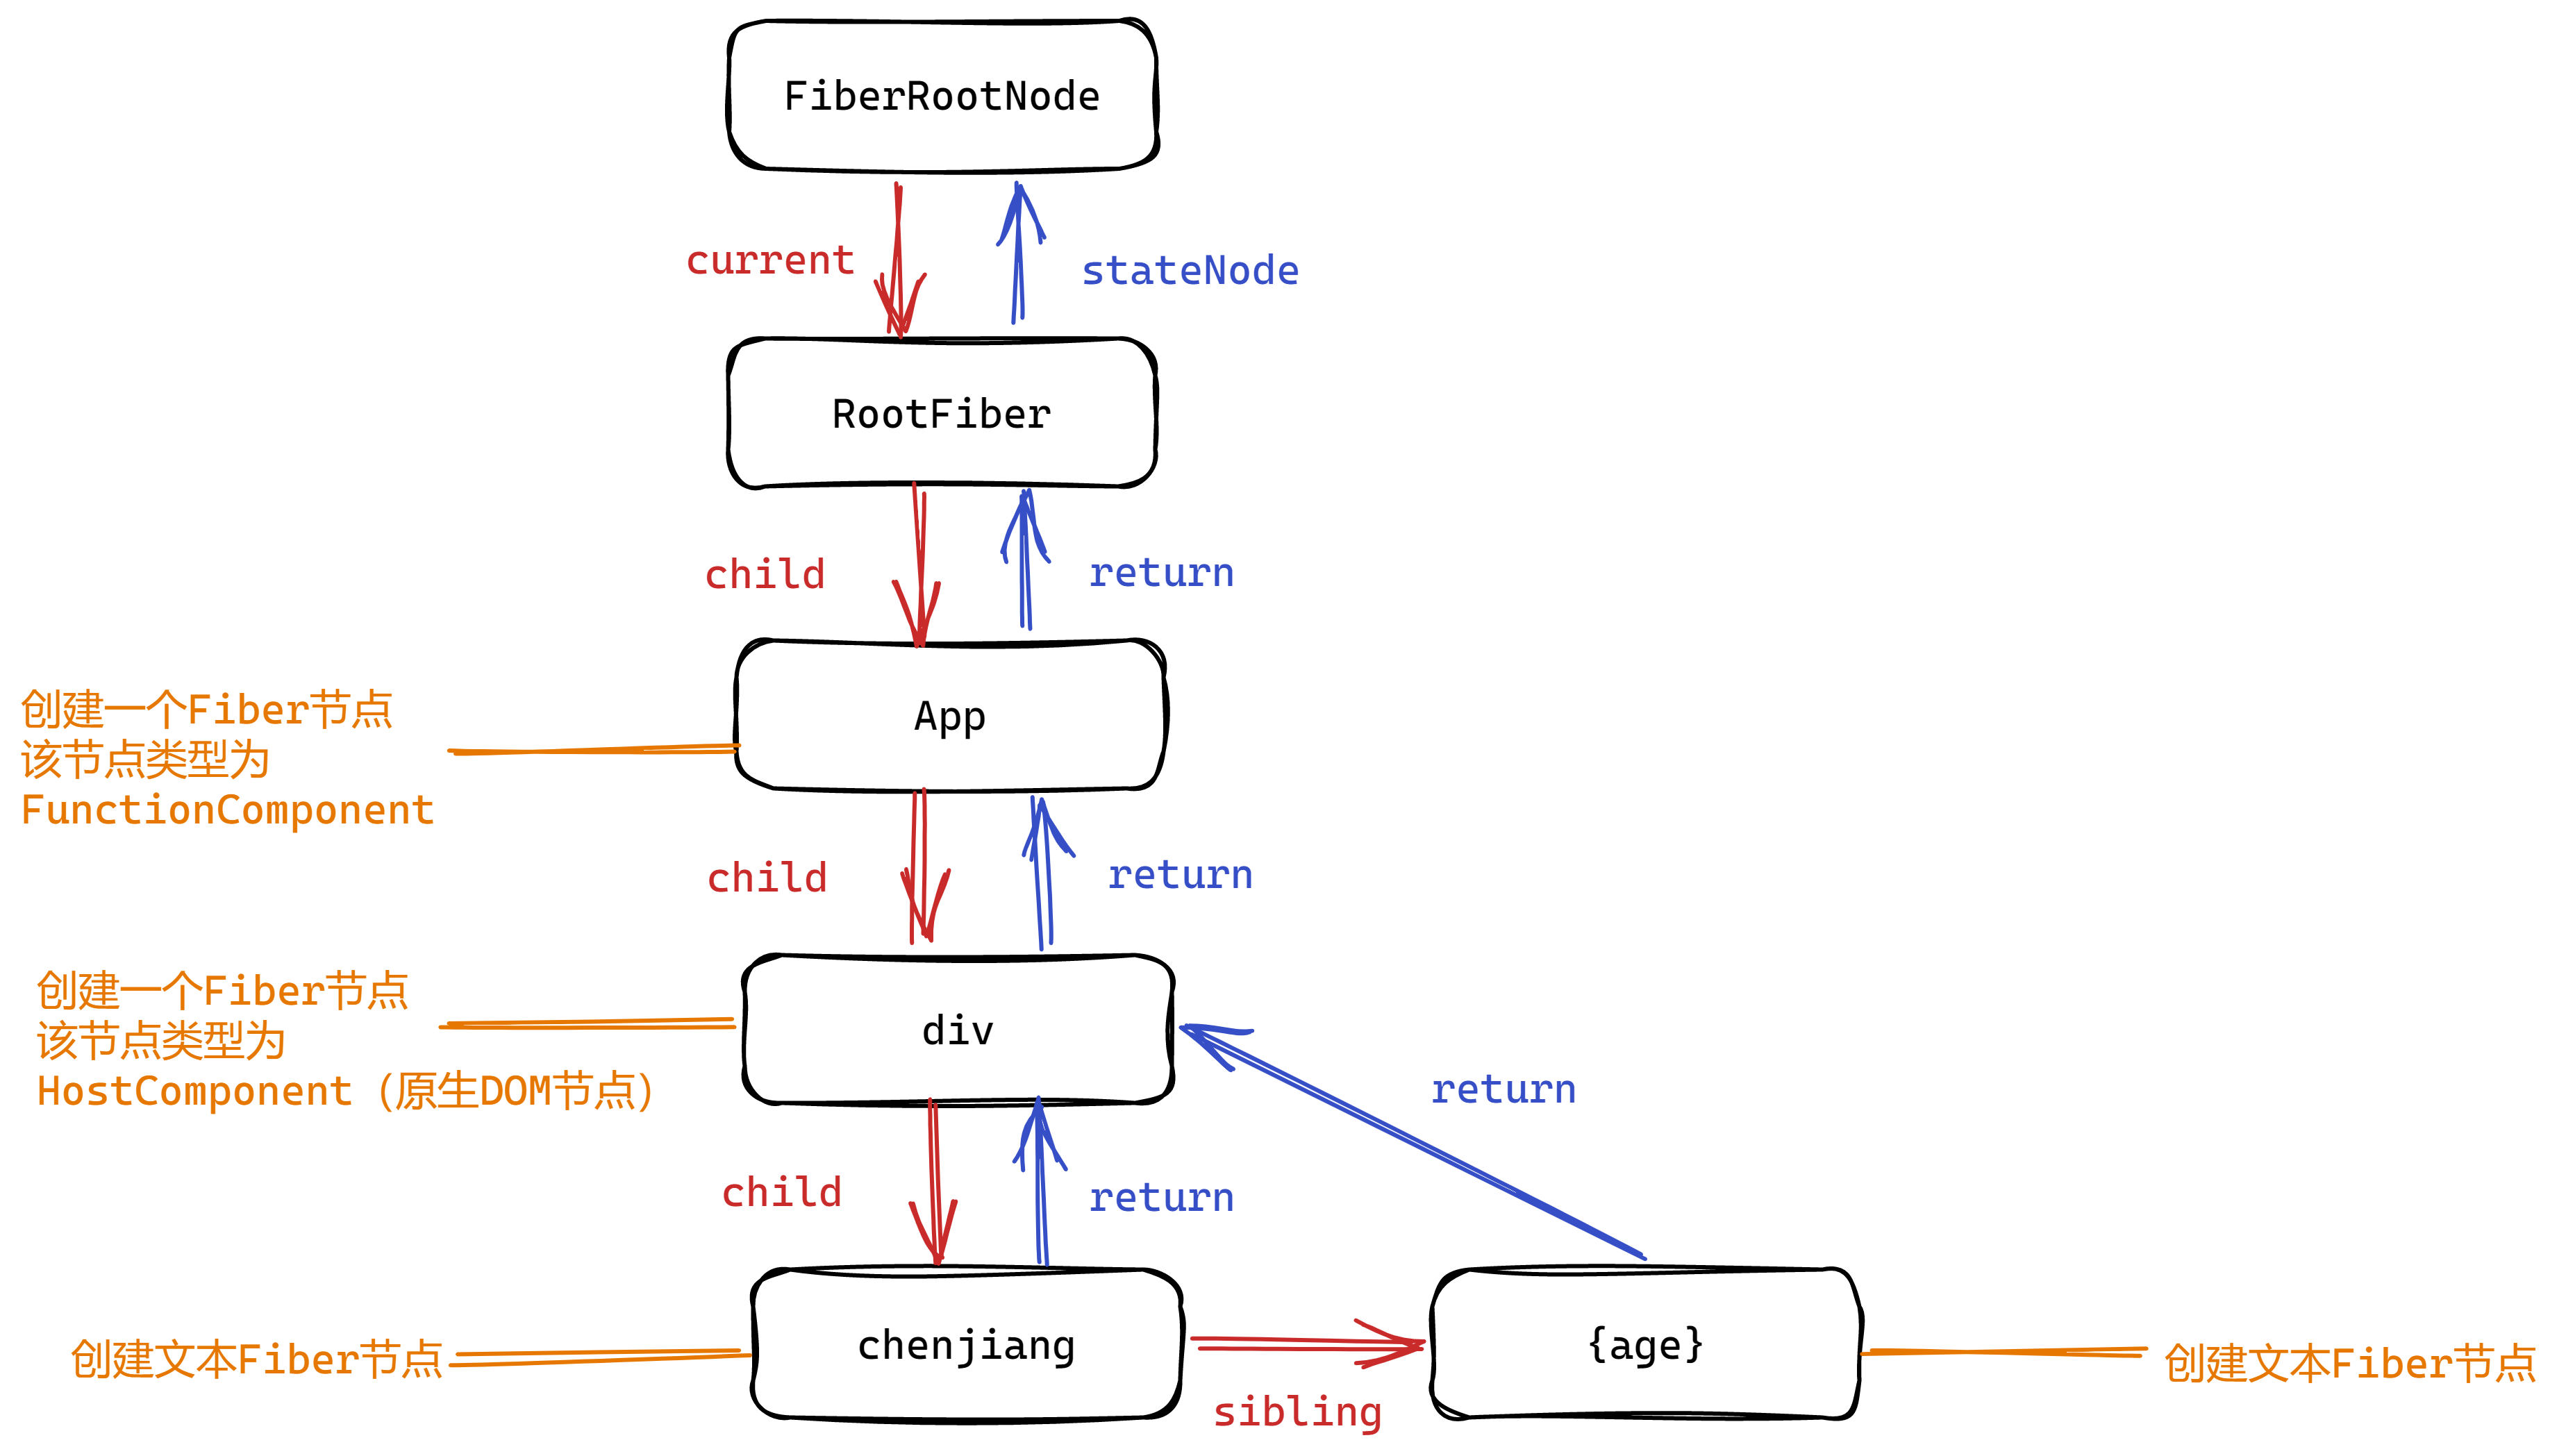 FiberRootNode
current
stateNode
RootFiber
child
return
创建一个Fiber节点
该节点类型为
FunctionComponent
App
child
return
创建一个Fiber节点
该节点类型为
HostComponent（原生DOM节点）
div
return
child
return
创建文本Fiber节点
chenjiang
sibling
{age}
创建文本Fiber节点